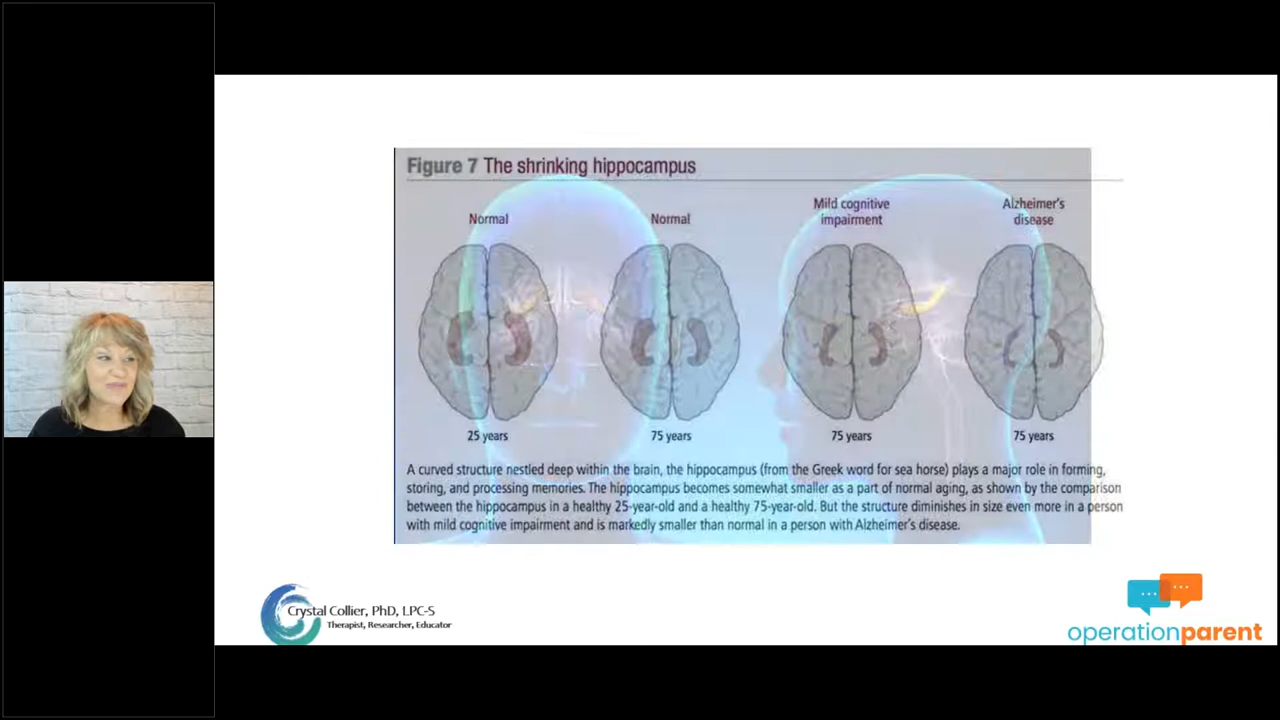 Figure 7 The shrinking hippocampus
Normal
Normal
Mild cognitive
impairment
Alzheimer's
disease
25 years
75 years
75 years
75 years
A curved structure nestled deep within the brain, the hippocampus (from the Greek word for sea horse) plays a major role in forming,
storing, and processing memories. The hippocampus becomes somewhat smaller as a part of normal aging, as shown by the comparison
between the hippocampus in a healthy 25-year-old and a healthy 75-year-old. But the structure diminishes in size even more in a person
with mild cognitive impairment and is markedly smaller than normal in a person with Alzheimer's disease.
Crystal Collier, PhD, LPC-S
Therapist, Researcher, Educator
operationparent